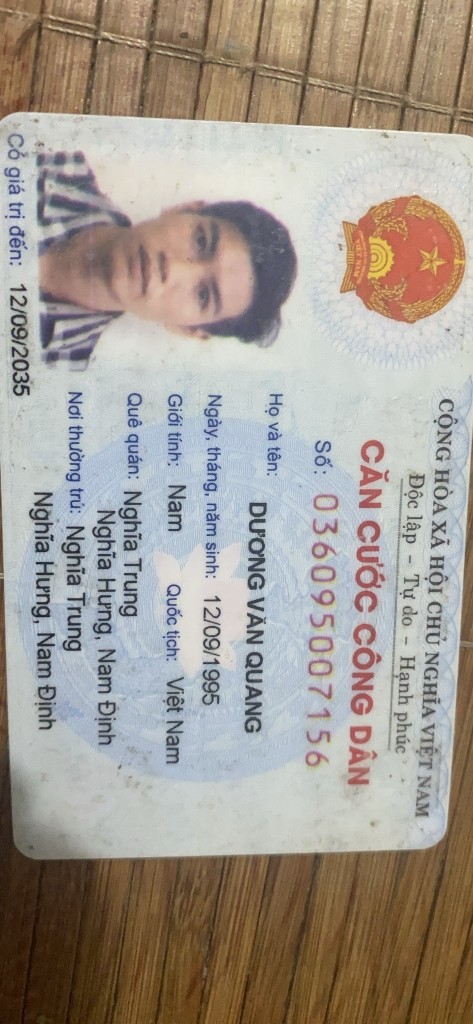 CỘNG HÒA XÃ HỘI CHỦ NGHĨA VIỆT NAM
Độc lập – Tự do – Hạnh phúc
CĂN CƯỚC CÔNG DÂN
Số: 036095007156
Họ và tên:
DƯƠNG VĂN QUANG
Ngày, tháng, năm sinh: 12/09/1995
Giới tính: Nam Quốc tịch: Việt Nam
Quê quán: Nghĩa Trung
Nghĩa Hưng, Nam Định
Nơi thường trú: Nghĩa Trung
Nghĩa Hưng, Nam Định
Có giá trị đến: 12/09/2035
VIỆT NAM